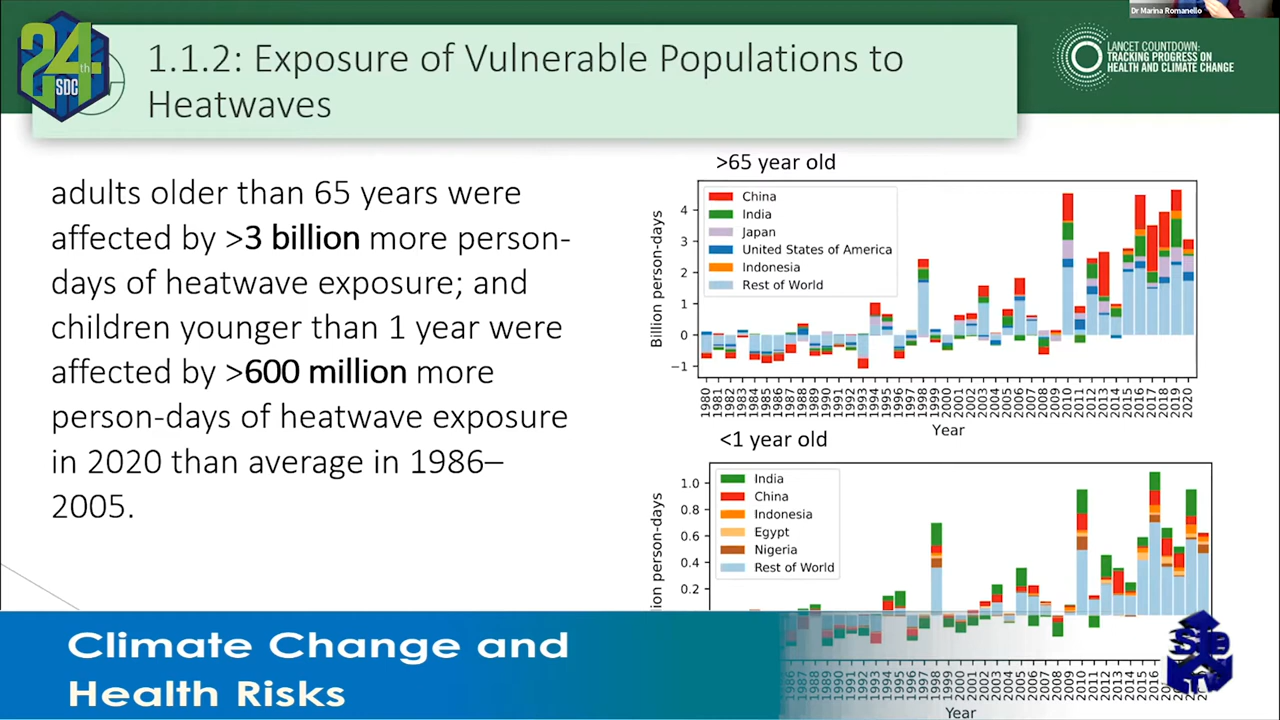 Dr Marina Romanello
24th
SDC
1.1.2: Exposure of Vulnerable Populations to
Heatwaves
LANCET COUNTDOWN:
TRACKING PROGRESS ON
HEALTH AND CLIMATE CHANGE
adults older than 65 years were
affected by >3 billion more person-
days of heatwave exposure; and
children younger than 1 year were
affected by >600 million more
person-days of heatwave exposure
in 2020 than average in 1986–
2005.
>65 year old
Billion person-days
4
3
2
1
0
−1
China
India
Japan
United States of America
Indonesia
Rest of World
1980 1981 1982 1983 1984 1985 1986 1987 1988 1989 1990 1991 1992 1993 1994 1995 1996 1997 1998 1999 2000 2001 2002 2003 2004 2005 2006 2007 2008 2009 2010 2011 2012 2013 2014 2015 2016 2017 2018 2019 2020
Year
<1 year old
person-days
1.0
0.8
0.6
0.4
0.2
India
China
Indonesia
Egypt
Nigeria
Rest of World
1987 1988 1989 1990 1991 1992 1993 1994 1995 1996 1997 1998 1999 2000 2001 2002 2003 2004 2005 2006 2007 2008 2009 2010 2011 2012 2013 2014 2015 2016
Year
Climate Change and
Health Risks
TV